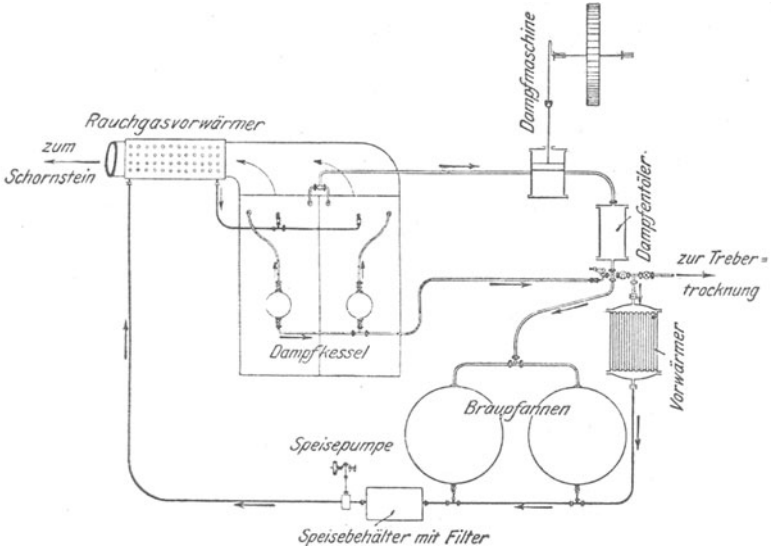 Dampfmaschine
Rauchgasvorwärmer
zum
Schornstein
Dampfentöler
zur Treber=
trocknung
Dampfkessel
Vorwärmer
Braupfannen
Speisepumpe
Speisebehälter mit Filter